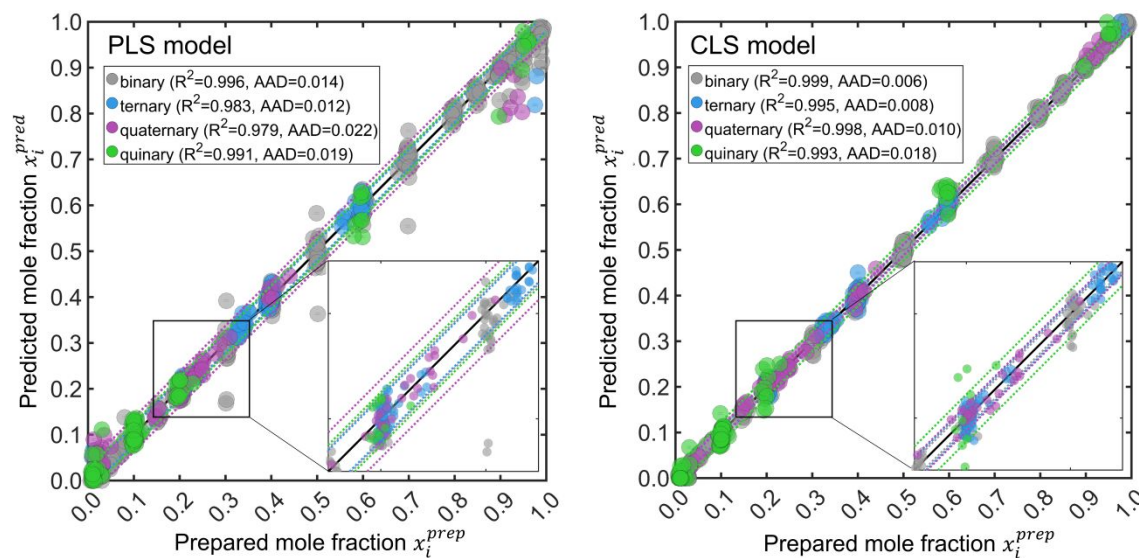 PLS model
binary (R²=0.996, AAD=0.014)
ternary (R²=0.983, AAD=0.012)
quaternary (R²=0.979, AAD=0.022)
quinary (R²=0.991, AAD=0.019)
Predicted mole fraction x_i^{pred}
1.0
0.9
0.8
0.7
0.6
0.5
0.4
0.3
0.2
0.1
0.0
0.0 0.1 0.2 0.3 0.4 0.5 0.6 0.7 0.8 0.9 1.0
Prepared mole fraction x_i^{prep}
CLS model
binary (R²=0.999, AAD=0.006)
ternary (R²=0.995, AAD=0.008)
quaternary (R²=0.998, AAD=0.010)
quinary (R²=0.993, AAD=0.018)
Predicted mole fraction x_i^{pred}
1.0
0.9
0.8
0.7
0.6
0.5
0.4
0.3
0.2
0.1
0.0
0.0 0.1 0.2 0.3 0.4 0.5 0.6 0.7 0.8 0.9 1.0
Prepared mole fraction x_i^{prep}